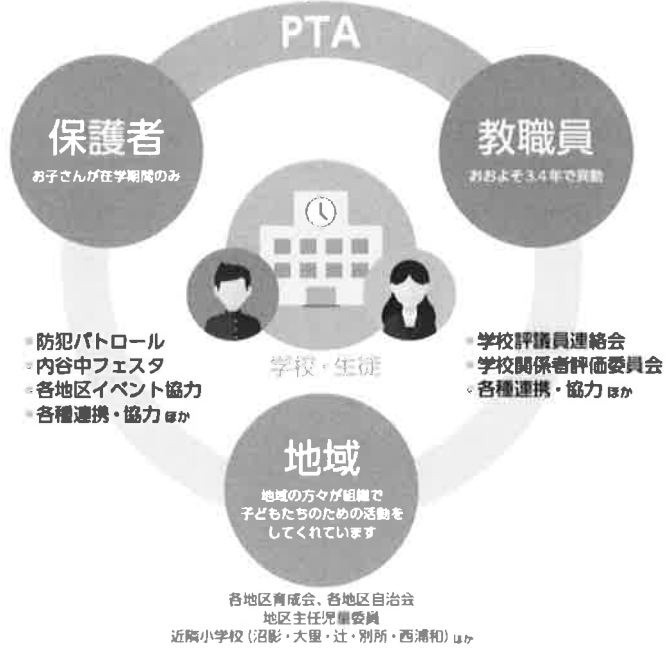 PTA
保護者
お子さんが在学期間のみ
教職員
おおよそ3.4年で異動
学校・生徒
防犯パトロール
内谷中フェスタ
各地区イベント協力
各種連携・協力 ほか
学校評議員連絡会
学校関係者評価委員会
各種連携・協力 ほか
地域
地域の方々が組織で
子どもたちのための活動を
してくれています
各地区育成会、各地区自治会
地区主任児童委員
近隣小学校(沼影・大里・辻・別所・西浦和)ほか